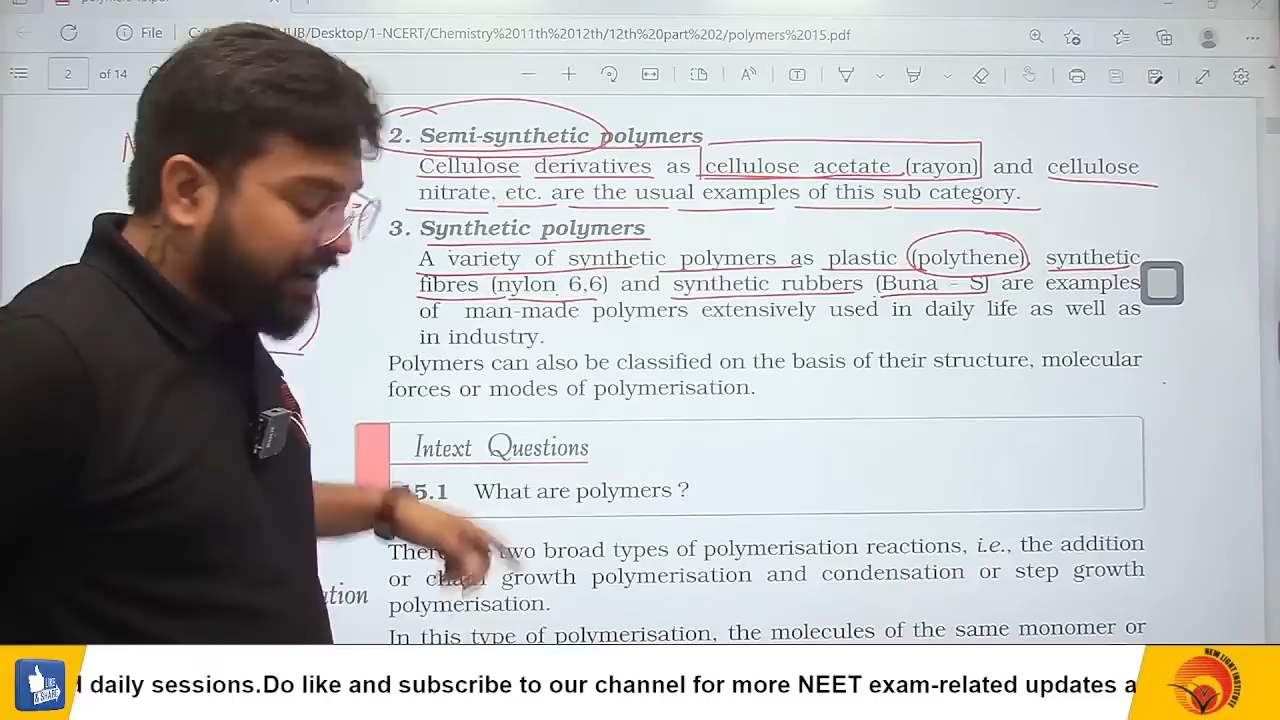 File
/Desktop/1-NCERT/Chemistry%2011th%2012th/12th%20part%202/polymers%2015.pdf
2 of 14
2. Semi-synthetic polymers
Cellulose derivatives as cellulose acetate (rayon) and cellulose
nitrate, etc. are the usual examples of this sub category.
3. Synthetic polymers
A variety of synthetic polymers as plastic (polythene), synthetic
fibres (nylon 6,6) and synthetic rubbers (Buna – S) are examples
of man-made polymers extensively used in daily life as well as
in industry.
Polymers can also be classified on the basis of their structure, molecular
forces or modes of polymerisation.
Intext Questions
15.1 What are polymers ?
two broad types of polymerisation reactions, i.e., the addition
or growth polymerisation and condensation or step growth
polymerisation.
In this type of polymerisation, the molecules of the same monomer or
daily sessions.Do like and subscribe to our channel for more NEET exam-related updates a
LIKE
& SHARE
NEW LIGHT INSTITUTE